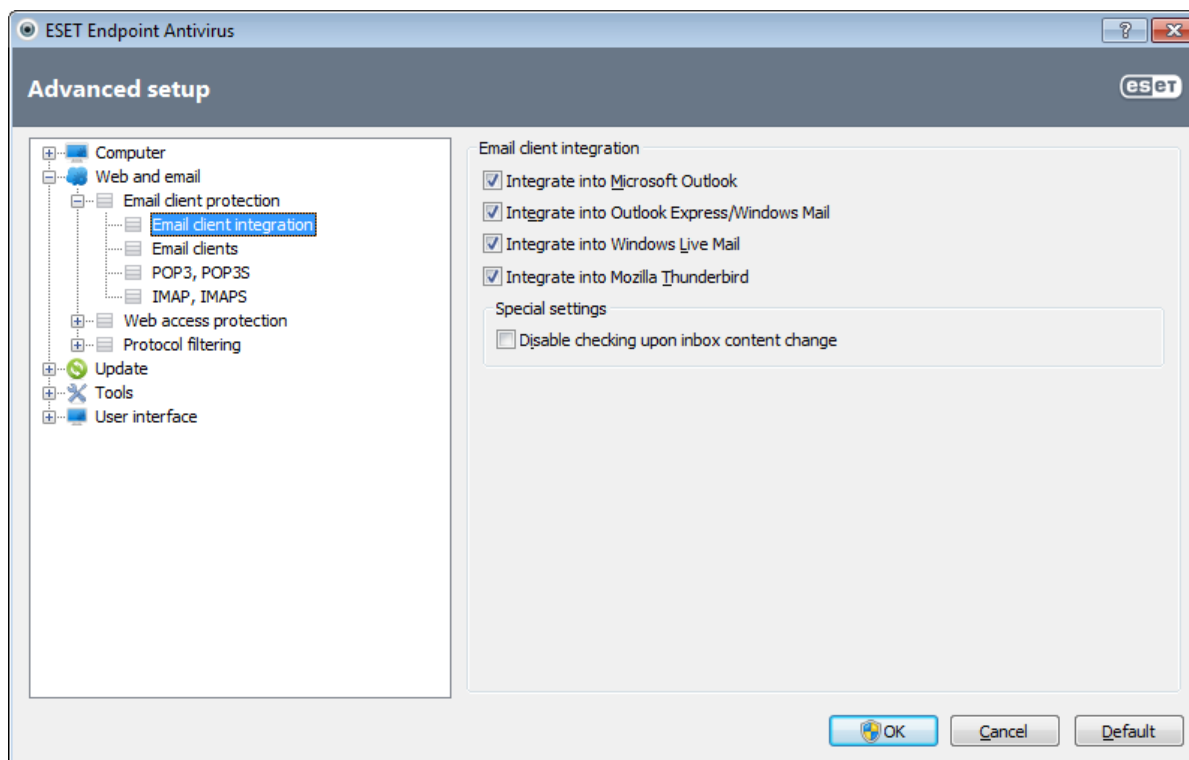 ESET Endpoint Antivirus
?
Advanced setup
eseT
Computer
Web and email
Email client protection
Email client integration
Email clients
POP3, POP3S
IMAP, IMAPS
Web access protection
Protocol filtering
Update
Tools
User interface
Email client integration
Integrate into Microsoft Outlook
Integrate into Outlook Express/Windows Mail
Integrate into Windows Live Mail
Integrate into Mozilla Thunderbird
Special settings
Disable checking upon inbox content change
OK
Cancel
Default